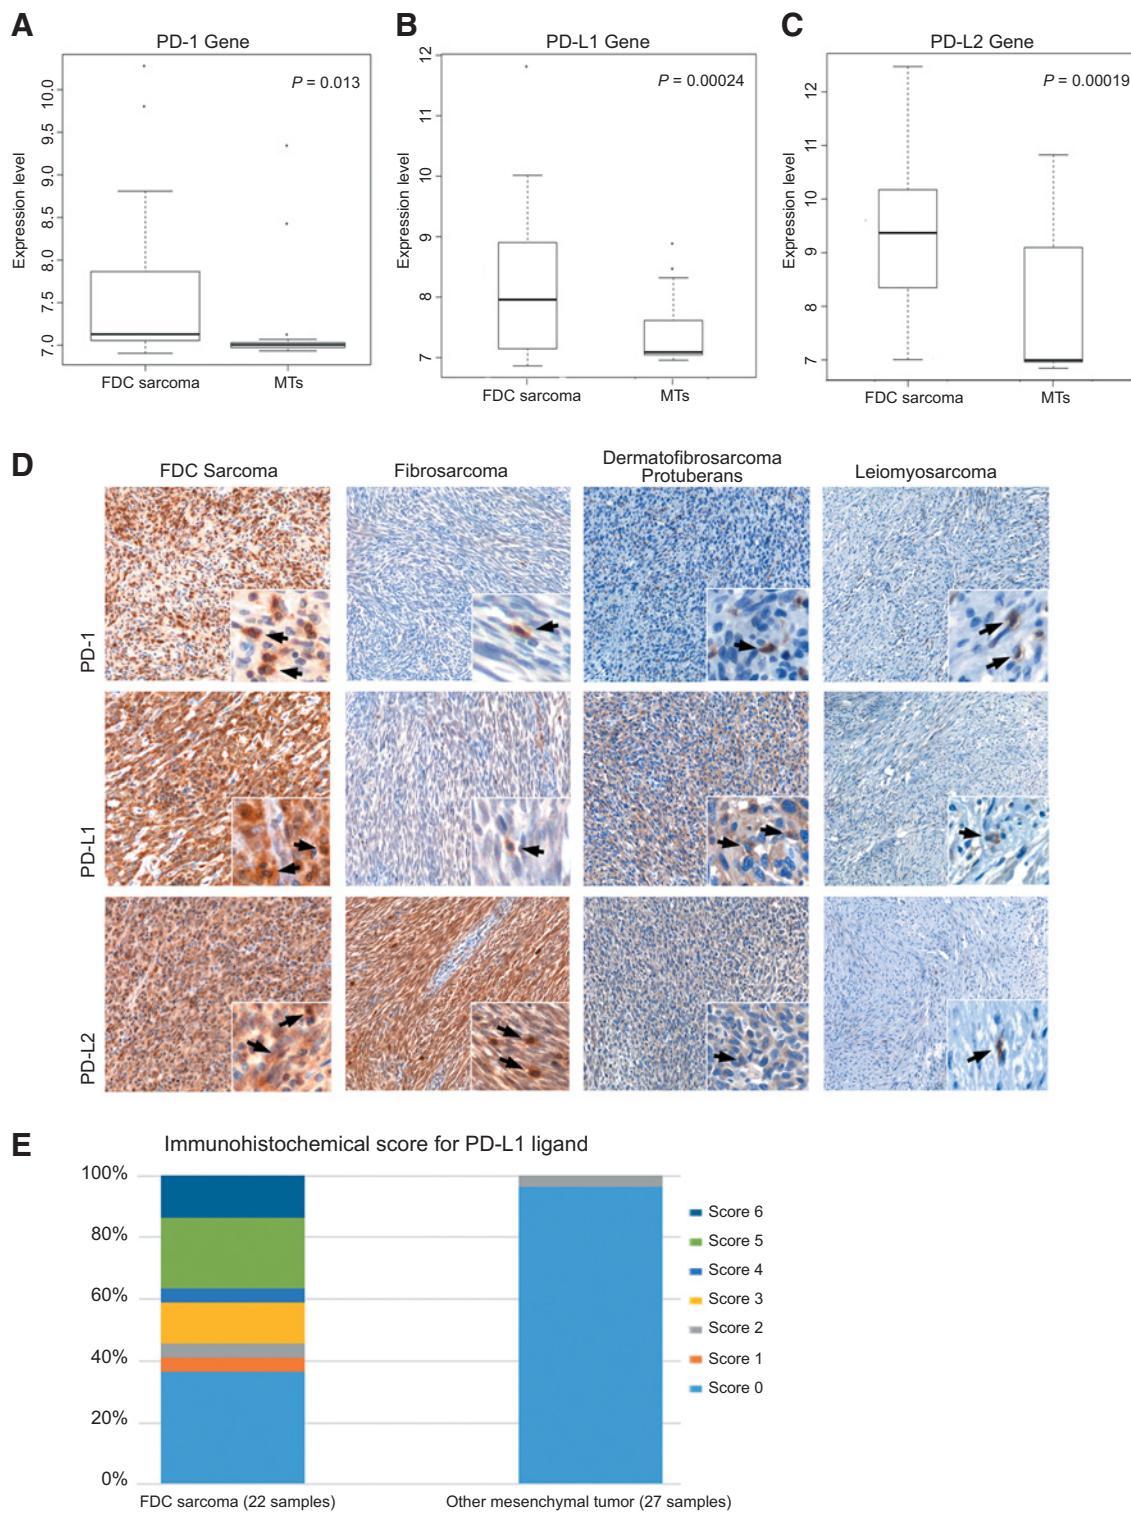 A
PD-1 Gene
P = 0.013
Expression level
10.0
9.5
9.0
8.5
8.0
7.5
7.0
FDC sarcoma
MTs
B
PD-L1 Gene
P = 0.00024
Expression level
12
11
10
9
8
7
FDC sarcoma
MTs
C
PD-L2 Gene
P = 0.00019
Expression level
12
11
10
9
8
7
FDC sarcoma
MTs
D
FDC Sarcoma
Fibrosarcoma
Dermatofibrosarcoma
Protuberans
Leiomyosarcoma
PD-1
PD-L1
PD-L2
E
Immunohistochemical score for PD-L1 ligand
100%
80%
60%
40%
20%
0%
FDC sarcoma (22 samples)
Other mesenchymal tumor (27 samples)
Score 6
Score 5
Score 4
Score 3
Score 2
Score 1
Score 0